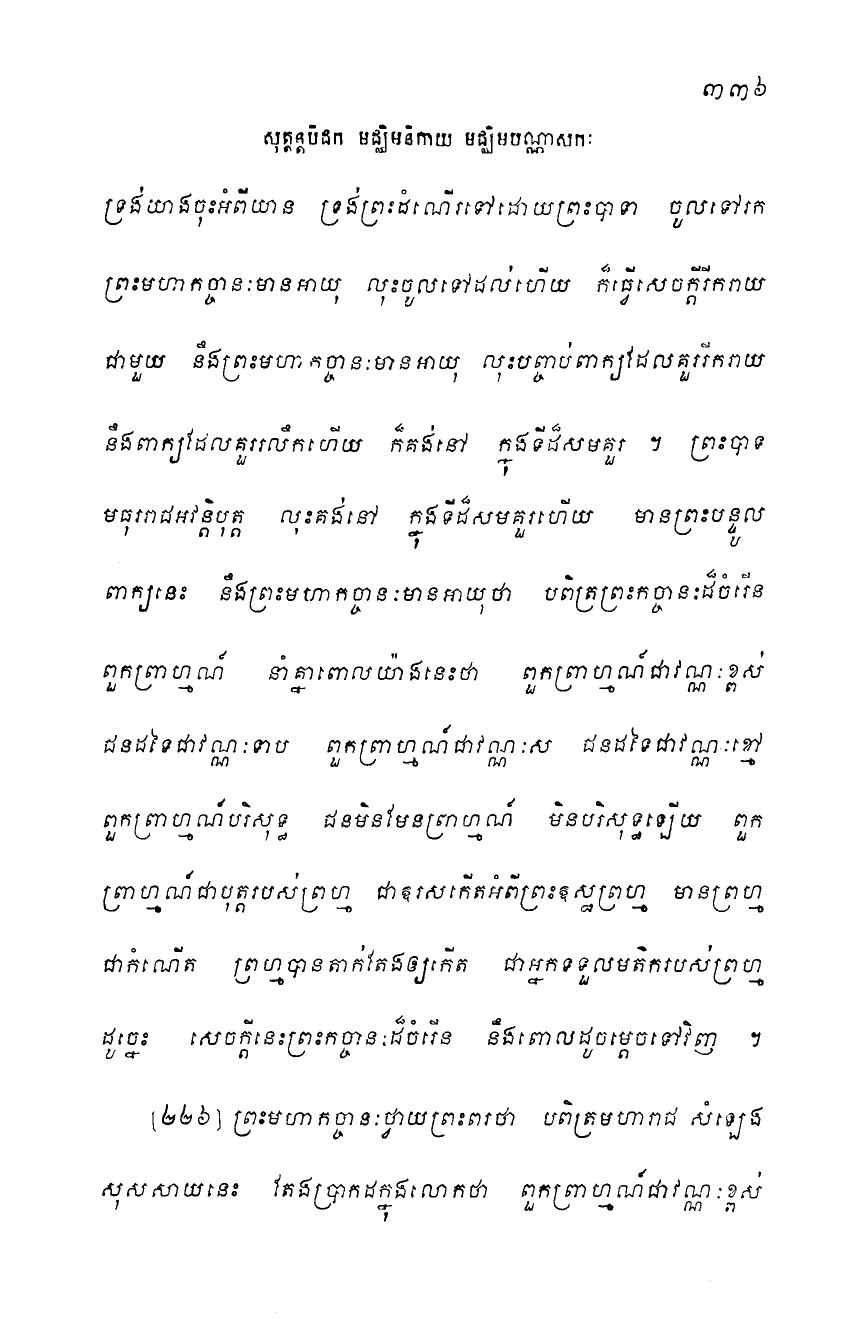 ៣៣៦
សុត្តន្តបិដក មជ្ឈិមនិកាយ មជ្ឈិមបណ្ណាសកៈ
ទ្រង់យាងចុះអំពីយាន ទ្រង់ព្រះដំណើរទៅដោយព្រះបាទា ចូលទៅរក
ព្រះមហាកច្ចានៈមានអាយុ លុះចូលទៅដល់ហើយ ក៏ធ្វើសេចក្តីរីករាយ
ជាមួយ នឹងព្រះមហាកច្ចានៈមានអាយុ លុះបញ្ចប់ពាក្យដែលគួររីករាយ
នឹងពាក្យដែលគួររលឹកហើយ ក៏គង់នៅ ក្នុងទីដ៏សមគួរ ។ ព្រះបាទ
មធុររាជអវន្តិបុត្ត លុះគង់នៅ ក្នុងទីដ៏សមគួរហើយ មានព្រះបន្ទូល
ពាក្យនេះ នឹងព្រះមហាកច្ចានៈមានអាយុថា បពិត្រព្រះកច្ចានៈដ៏ចំរើន
ពួកព្រាហ្មណ៍ នាំគ្នាពោលយ៉ាងនេះថា ពួកព្រាហ្មណ៍ជាវណ្ណៈខ្ពស់
ជនដទៃជាវណ្ណៈទាប ពួកព្រាហ្មណ៍ជាវណ្ណៈស ជនដទៃជាវណ្ណៈខ្មៅ
ពួកព្រាហ្មណ៍បរិសុទ្ធ ជនមិនមែនព្រាហ្មណ៍ មិនបរិសុទ្ធឡើយ ពួក
ព្រាហ្មណ៍ជាបុត្តរបស់ព្រហ្ម ជាឱរសកើតអំពីព្រះឧស្ឋព្រហ្ម មានព្រហ្ម
ជាកំណើត ព្រហ្មបានតាក់តែងឲ្យកើត ជាអ្នកទទួលមតិករបស់ព្រហ្ម
ដូច្នេះ សេចក្តីនេះព្រះកច្ចានៈដ៏ចំរើន នឹងពោលដូចម្តេចទៅវិញ ។
[២២៦] ព្រះមហាកច្ចានៈថ្វាយព្រះពរថា បពិត្រមហារាជ សំឡេង
សុសសាយនេះ តែងប្រាកដក្នុងលោកថា ពួកព្រាហ្មណ៍ជាវណ្ណៈខ្ពស់